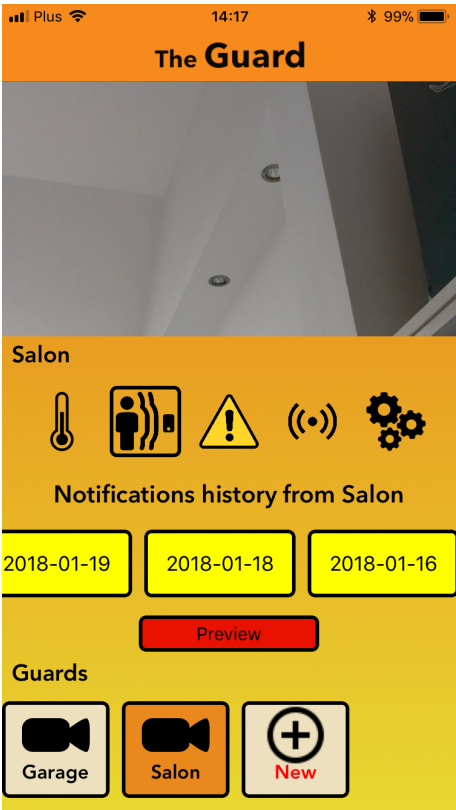 Plus 14:17 99%
The Guard
Salon
Notifications history from Salon
2018-01-19 2018-01-18 2018-01-16
Preview
Guards
Garage Salon New